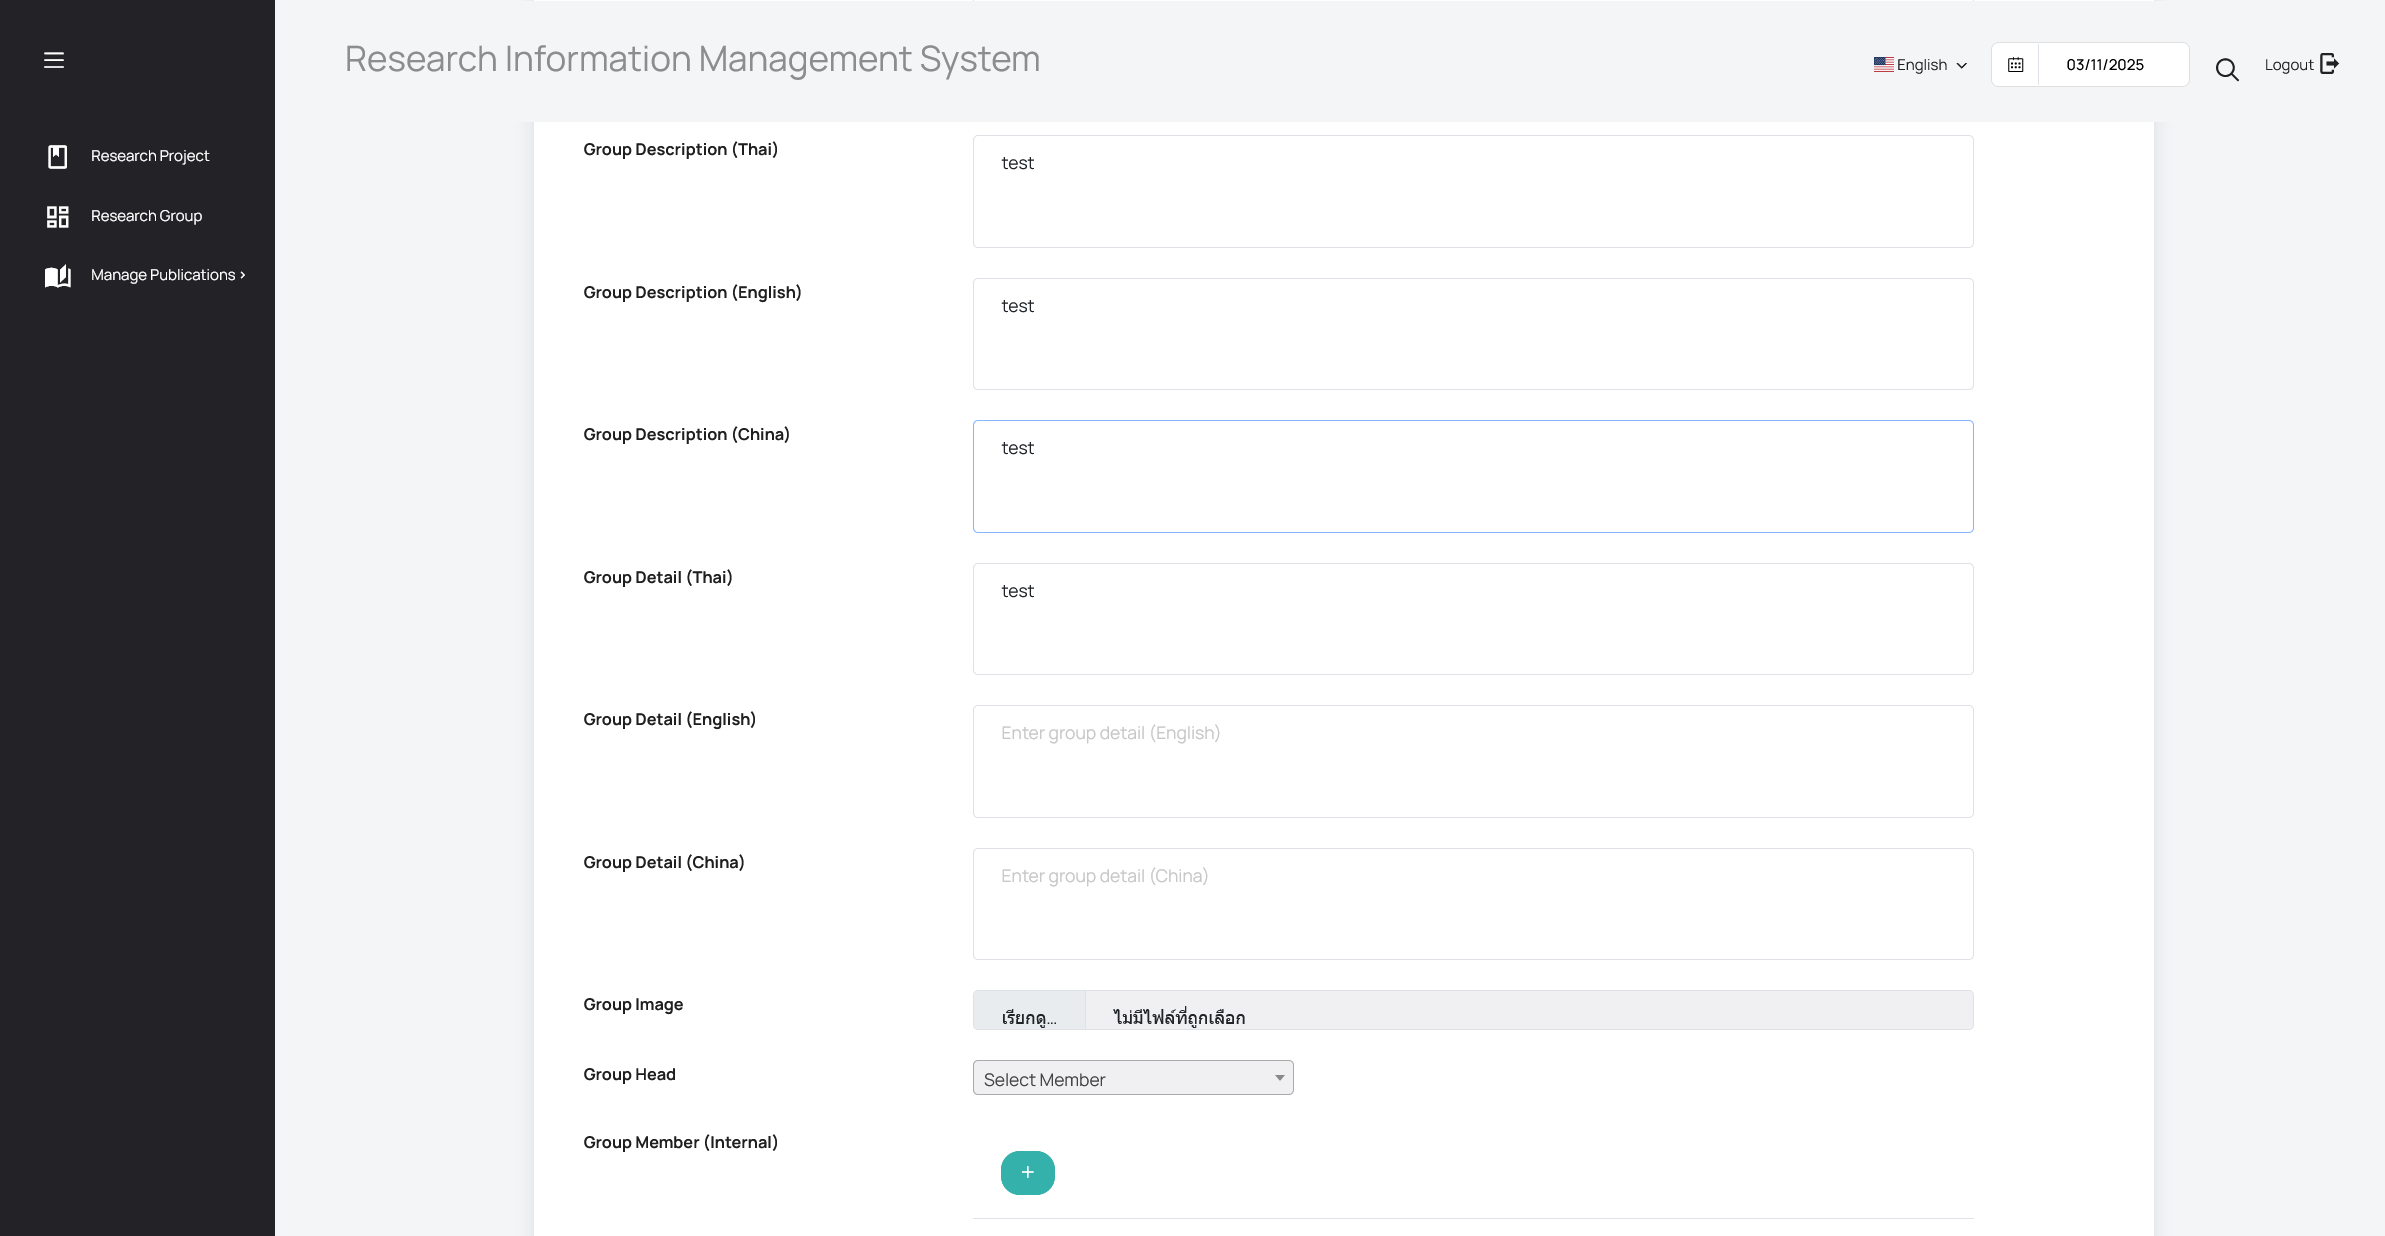 Research Information Management System
English
03/11/2025
Logout
Research Project
Research Group
Manage Publications
Group Description (Thai)
test
Group Description (English)
test
Group Description (China)
test
Group Detail (Thai)
test
Group Detail (English)
Enter group detail (English)
Group Detail (China)
Enter group detail (China)
Group Image
เรียกดู... ไม่มีไฟล์ที่ถูกเลือก
Group Head
Select Member
Group Member (Internal)
+